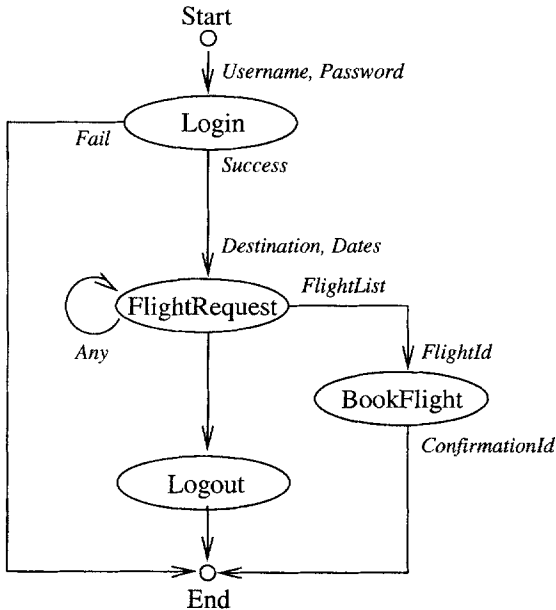 Start
Username, Password
Login
Fail
Success
Destination, Dates
FlightList
FlightRequest
Any
FlightId
BookFlight
ConfirmationId
Logout
End